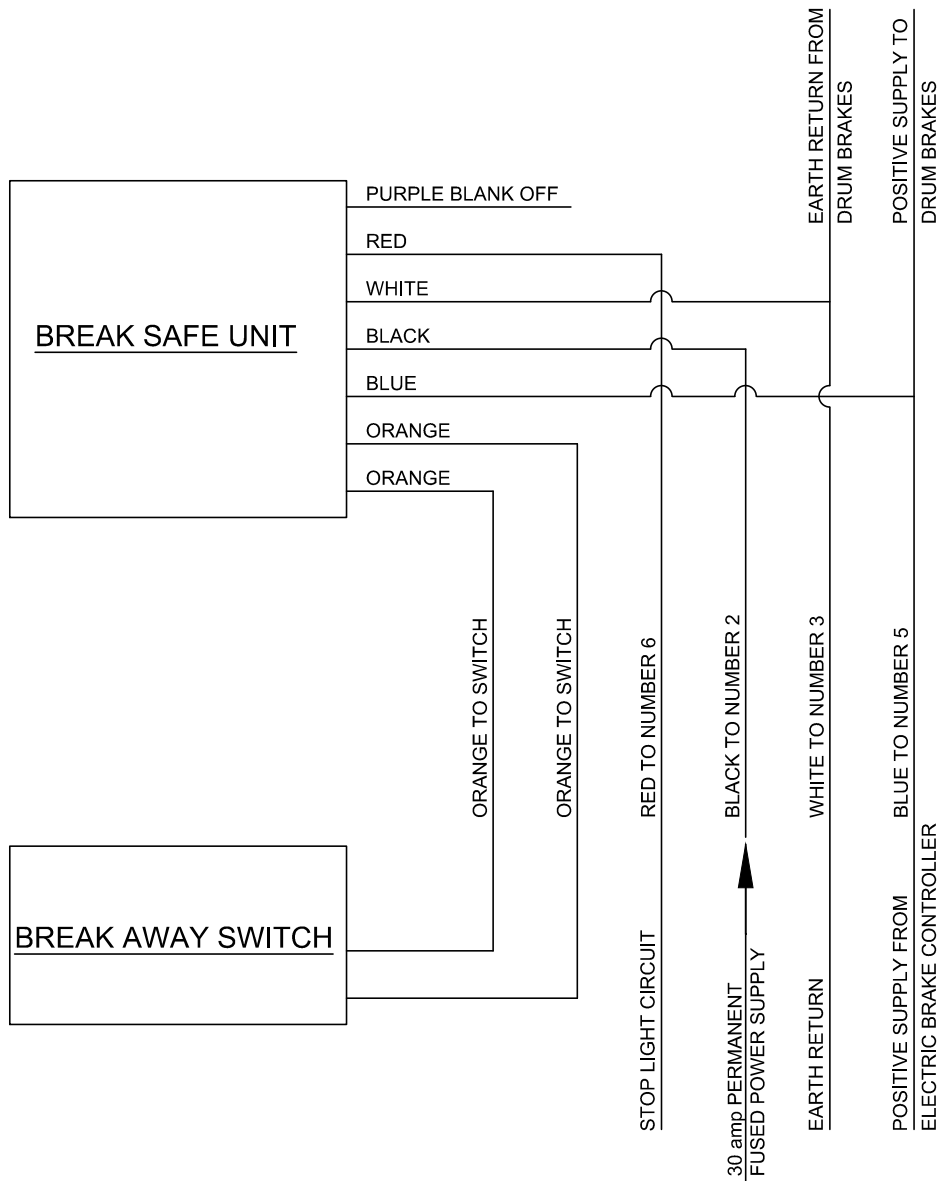 EARTH RETURN FROM
DRUM BRAKES
POSITIVE SUPPLY TO
DRUM BRAKES
PURPLE BLANK OFF
RED
WHITE
BLACK
BLUE
ORANGE
ORANGE
BREAK SAFE UNIT
ORANGE TO SWITCH
ORANGE TO SWITCH
RED TO NUMBER 6
BLACK TO NUMBER 2
WHITE TO NUMBER 3
BLUE TO NUMBER 5
BREAK AWAY SWITCH
STOP LIGHT CIRCUIT
30 amp PERMANENT
FUSED POWER SUPPLY
EARTH RETURN
POSITIVE SUPPLY FROM
ELECTRIC BRAKE CONTROLLER